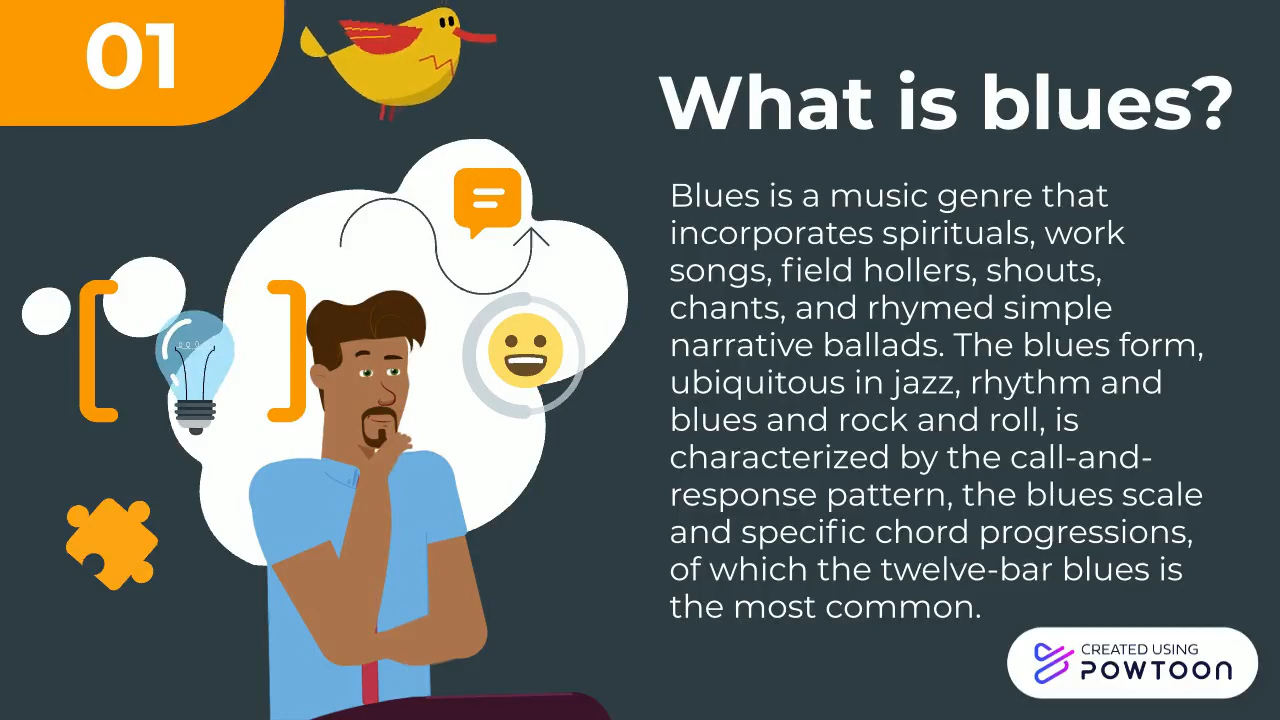 01
What is blues?
Blues is a music genre that
incorporates spirituals, work
songs, field hollers, shouts,
chants, and rhymed simple
narrative ballads. The blues form,
ubiquitous in jazz, rhythm and
blues and rock and roll, is
characterized by the call-and-
response pattern, the blues scale
and specific chord progressions,
of which the twelve-bar blues is
the most common.
CREATED USING
POWTOON